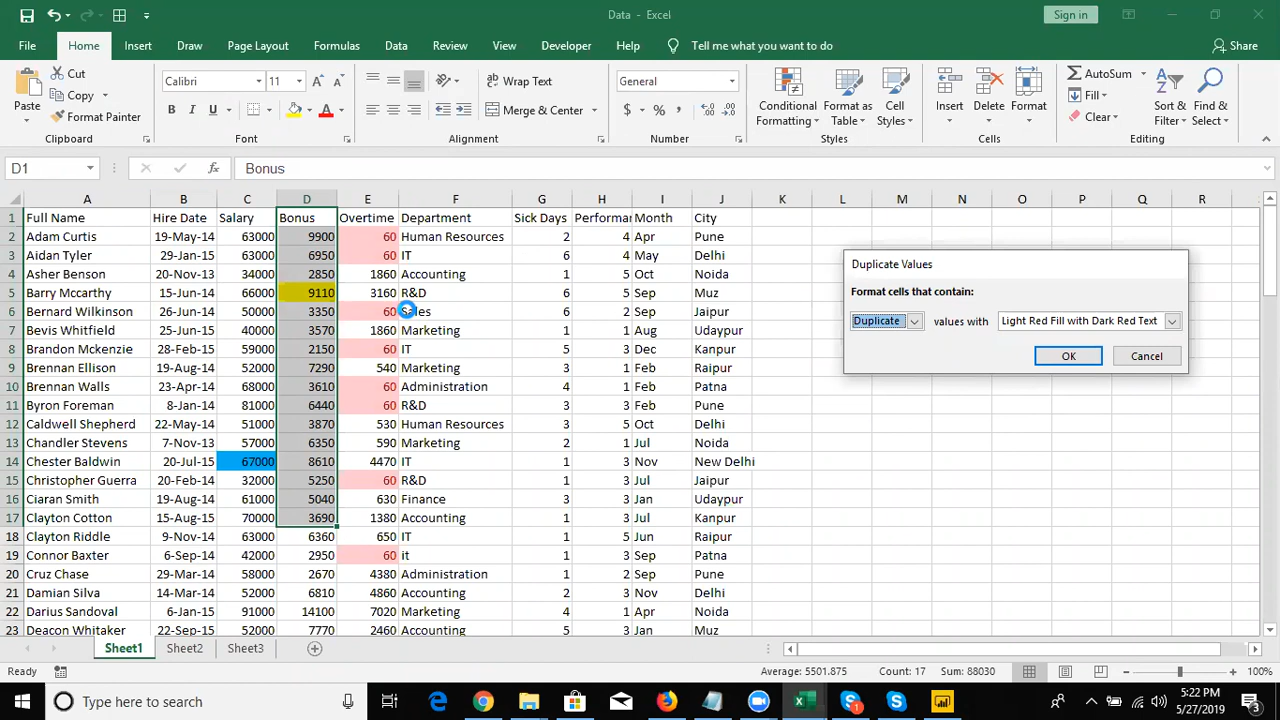 Data - Excel
Sign in
File Home Insert Draw Page Layout Formulas Data Review View Developer Help Tell me what you want to do Share
Paste
Cut
Copy
Format Painter
Clipboard
Calibri 11
B I U
Font
Wrap Text
Merge & Center
Alignment
General
$ % ,
Number
Conditional Formatting
Format as Table
Cell Styles
Styles
Insert Delete Format
Cells
AutoSum
Fill
Clear
Sort & Filter
Find & Select
Editing
D1 fx Bonus
A B C D E F G H I J K L M N O P Q R
1 Full Name Hire Date Salary Bonus Overtime Department Sick Days Performan Month City
2 Adam Curtis 19-May-14 63000 9900 60 Human Resources 2 4 Apr Pune
3 Aidan Tyler 29-Jan-15 63000 6950 60 IT 6 4 May Delhi
4 Asher Benson 20-Nov-13 34000 2850 1860 Accounting 1 5 Oct Noida
5 Barry Mccarthy 15-Jun-14 66000 9110 3160 R&D 6 5 Sep Muz
6 Bernard Wilkinson 26-Jun-14 50000 3350 60 6 2 Sep Jaipur
7 Bevis Whitfield 25-Jun-15 40000 3570 1860 Marketing 1 1 Aug Udaypur
8 Brandon Mckenzie 28-Feb-15 59000 2150 60 IT 5 3 Dec Kanpur
9 Brennan Ellison 19-Aug-14 52000 7290 540 Marketing 3 1 Feb Raipur
10 Brennan Walls 23-Apr-14 68000 3610 60 Administration 4 1 Feb Patna
11 Byron Foreman 8-Jan-14 81000 6440 60 R&D 3 3 Feb Pune
12 Caldwell Shepherd 22-May-14 51000 3870 530 Human Resources 3 5 Oct Delhi
13 Chandler Stevens 7-Nov-13 57000 6350 590 Marketing 2 1 Jul Noida
14 Chester Baldwin 20-Jul-15 67000 8610 4470 IT 1 3 Nov New Delhi
15 Christopher Guerra 20-Feb-14 32000 5250 60 R&D 1 3 Jul Jaipur
16 Ciaran Smith 19-Aug-14 61000 5040 630 Finance 3 3 Jan Udaypur
17 Clayton Cotton 15-Aug-15 70000 3690 1380 Accounting 1 3 Jul Kanpur
18 Clayton Riddle 9-Nov-14 63000 6360 650 IT 1 5 Jun Raipur
19 Connor Baxter 6-Sep-14 42000 2950 60 it 1 3 Sep Patna
20 Cruz Chase 29-Mar-14 58000 2670 4380 Administration 1 2 Sep Pune
21 Damian Silva 14-Mar-14 52000 6810 4860 Accounting 2 3 Nov Delhi
22 Darius Sandoval 6-Jan-15 91000 14100 7020 Marketing 4 1 Apr Noida
23 Deacon Whitaker 22-Sep-15 52000 7770 2460 Accounting 5 3 Jan Muz
Duplicate Values
Format cells that contain:
Duplicate values with Light Red Fill with Dark Red Text
OK Cancel
Sheet1 Sheet2 Sheet3
Ready Average: 5501.875 Count: 17 Sum: 88030 100%
Type here to search
5:22 PM
5/27/2019